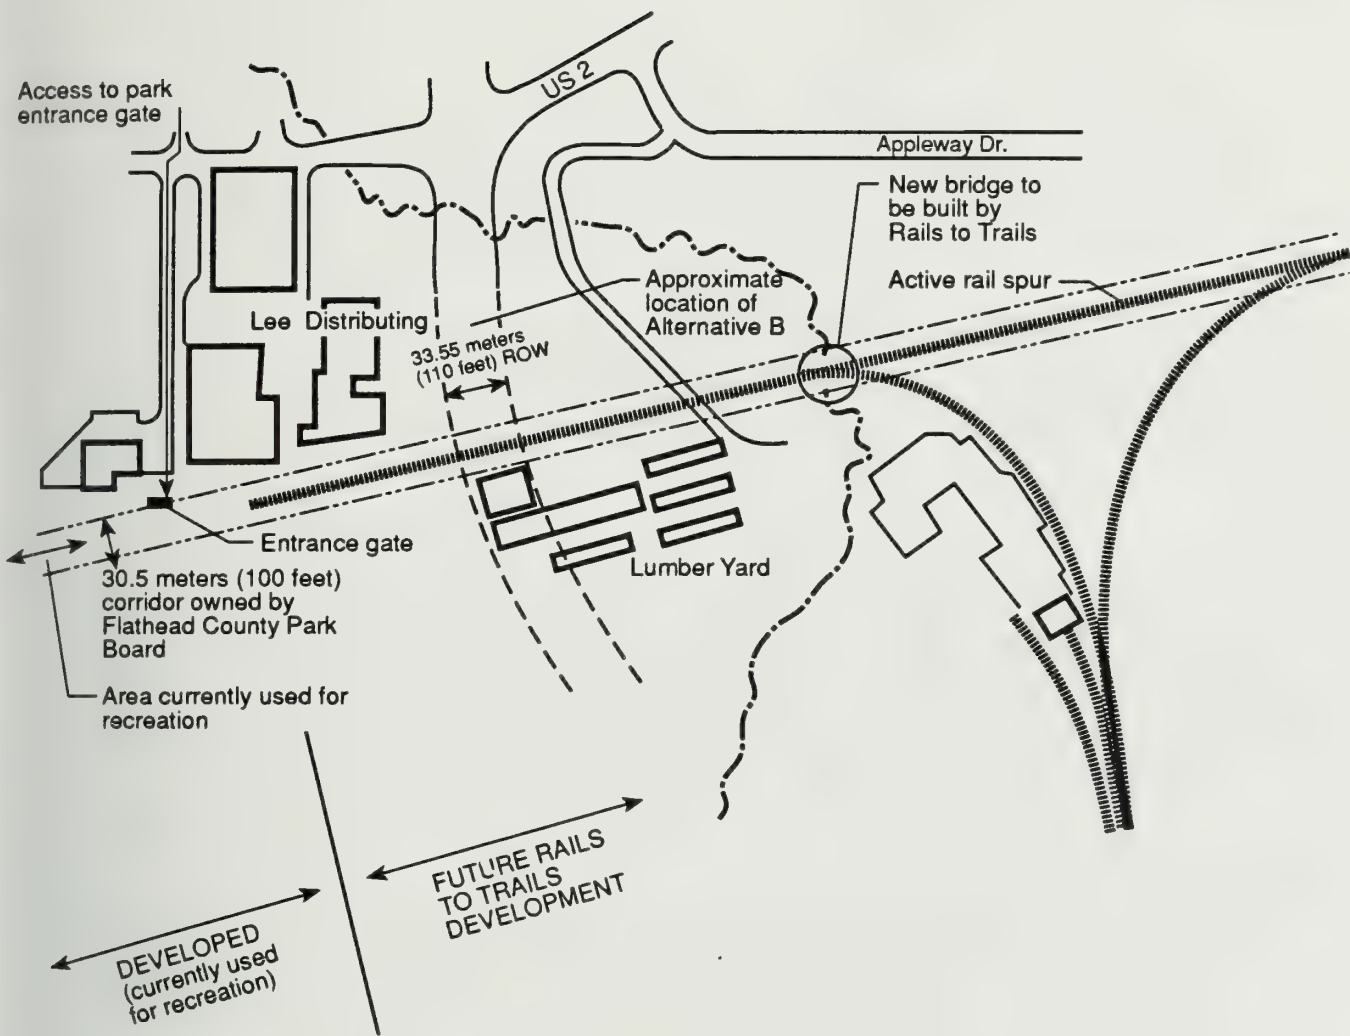 Access to park
entrance gate
US 2
Appleway Dr.
New bridge to
be built by
Rails to Trails
Approximate
location of
Alternative B
Active rail spur
Lee Distributing
33.55 meters
(110 feet) ROW
Entrance gate
Lumber Yard
30.5 meters (100 feet)
corridor owned by
Flathead County Park
Board
Area currently used for
recreation
FUTURE RAILS
TO TRAILS
DEVELOPMENT
DEVELOPED
(currently used
for recreation)